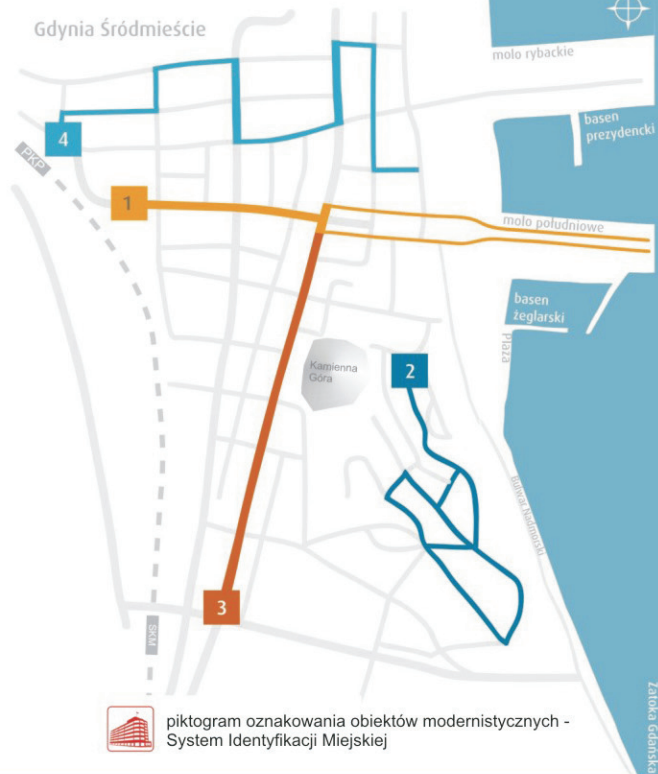 Gdynia Śródmieście
molo rybackie
basen
prezydencki
4
PKP
1
molo południowe
basen
żeglarski
Plaża
Kamienna
Góra
2
Bulwar Nadmorski
3
SKM
Zatoka Gdańska
piktogram oznakowania obiektów modernistycznych -
System Identyfikacji Miejskiej